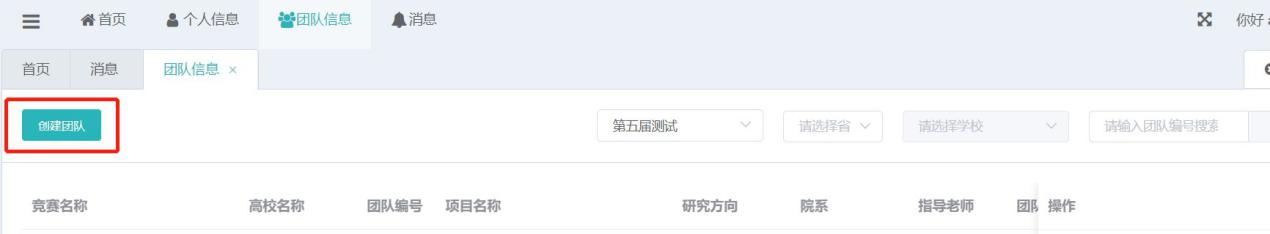 首页 个人信息 团队信息 消息 你好
首页 消息 团队信息 ×
创建团队 第五届测试 请选择省 请选择学校 请输入团队编号搜索
竞赛名称 高校名称 团队编号 项目名称 研究方向 院系 指导老师 团队 操作